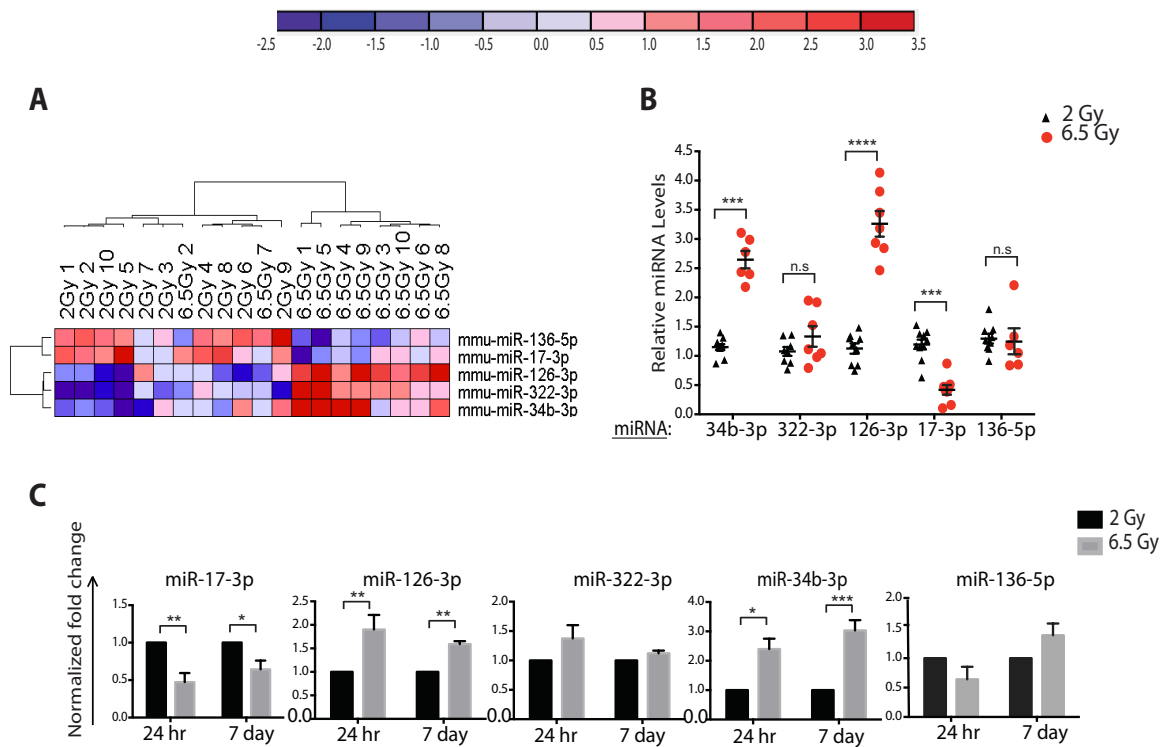 -2.5 -2.0 -1.5 -1.0 -0.5 0.0 0.5 1.0 1.5 2.0 2.5 3.0 3.5
A
2Gy 1
2Gy 2
2Gy 10
2Gy 5
2Gy 7
2Gy 3
6.5Gy 2
2Gy 4
2Gy 8
2Gy 6
6.5Gy 7
2Gy 9
6.5Gy 1
6.5Gy 5
6.5Gy 4
6.5Gy 9
6.5Gy 3
6.5Gy 10
6.5Gy 6
6.5Gy 8
mmu-miR-136-5p
mmu-miR-17-3p
mmu-miR-126-3p
mmu-miR-322-3p
mmu-miR-34b-3p
B
2 Gy
6.5 Gy
Relative miRNA Levels
4.5
4.0
3.5
3.0
2.5
2.0
1.5
1.0
0.5
0.0
*** n.s **** *** n.s
miRNA: 34b-3p 322-3p 126-3p 17-3p 136-5p
C
2 Gy
6.5 Gy
Normalized fold change
miR-17-3p
1.5
1.0
0.5
0.0
** *
24 hr 7 day
miR-126-3p
2.5
2.0
1.5
1.0
0.5
0.0
** **
24 hr 7 day
miR-322-3p
2.0
1.5
1.0
0.5
0.0
24 hr 7 day
miR-34b-3p
4.0
3.0
2.0
1.0
0.0
* ***
24 hr 7 day
miR-136-5p
2.0
1.5
1.0
0.5
0.0
24 hr 7 day